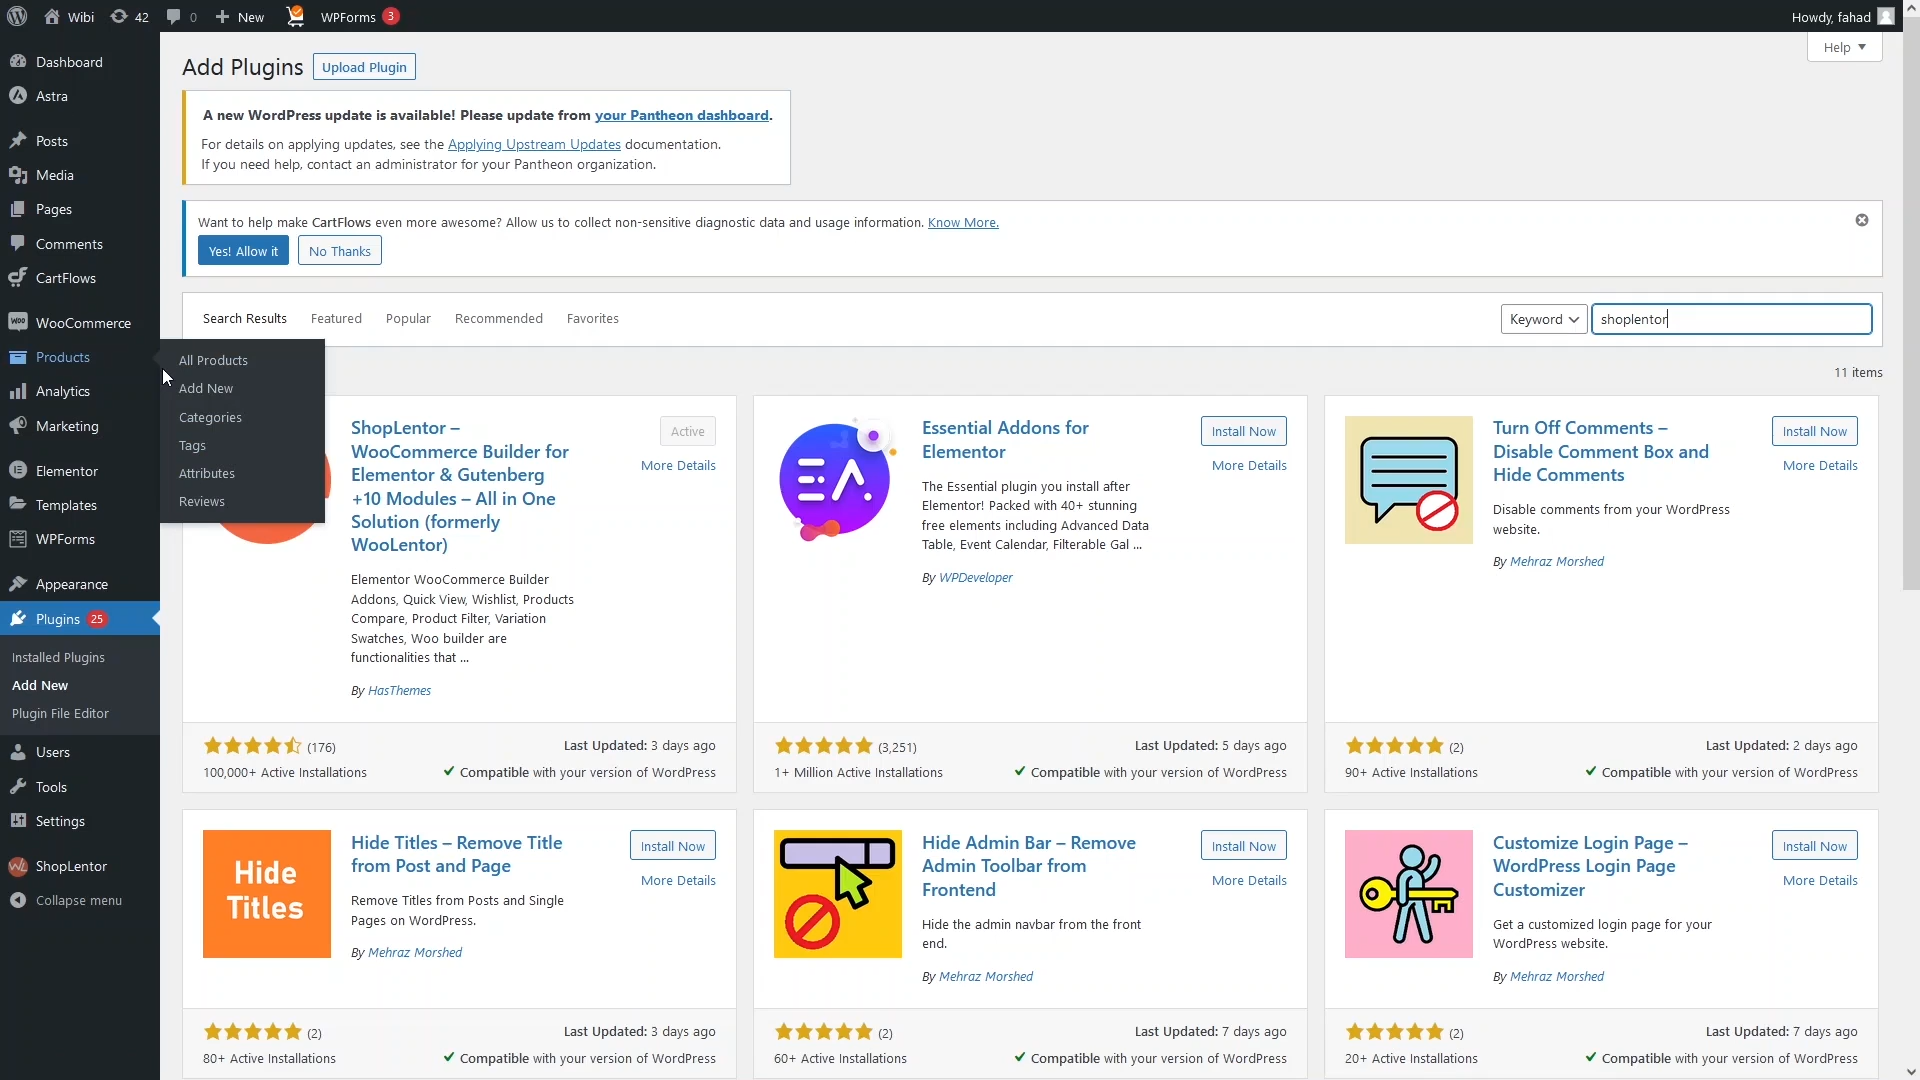 Wibi 42 0 New WPForms 3 Howdy, fahad
Help
Dashboard
Astra
Posts
Media
Pages
Comments
CartFlows
WooCommerce
Products
Analytics
Marketing
Elementor
Templates
WPForms
Appearance
Plugins 25
Installed Plugins
Add New
Plugin File Editor
Users
Tools
Settings
ShopLentor
Collapse menu
All Products
Add New
Categories
Tags
Attributes
Reviews
Add Plugins Upload Plugin
A new WordPress update is available! Please update from your Pantheon dashboard.
For details on applying updates, see the Applying Upstream Updates documentation.
If you need help, contact an administrator for your Pantheon organization.
Want to help make CartFlows even more awesome? Allow us to collect non-sensitive diagnostic data and usage information. Know More.
Yes! Allow it No Thanks
Search Results Featured Popular Recommended Favorites Keyword shoplentor
11 items
ShopLentor –
WooCommerce Builder for
Elementor & Gutenberg
+10 Modules – All in One
Solution (formerly
WooLentor)
Active
More Details
Elementor WooCommerce Builder
Addons, Quick View, Wishlist, Products
Compare, Product Filter, Variation
Swatches, Woo builder are
functionalities that ...
By HasThemes
(176) Last Updated: 3 days ago
100,000+ Active Installations Compatible with your version of WordPress
Essential Addons for
Elementor
Install Now
More Details
The Essential plugin you install after
Elementor! Packed with 40+ stunning
free elements including Advanced Data
Table, Event Calendar, Filterable Gal ...
By WPDeveloper
(3,251) Last Updated: 5 days ago
1+ Million Active Installations Compatible with your version of WordPress
Turn Off Comments –
Disable Comment Box and
Hide Comments
Install Now
More Details
Disable comments from your WordPress
website.
By Mehraz Morshed
(2) Last Updated: 2 days ago
90+ Active Installations Compatible with your version of WordPress
Hide
Titles
Hide Titles – Remove Title
from Post and Page
Install Now
More Details
Remove Titles from Posts and Single
Pages on WordPress.
By Mehraz Morshed
(2) Last Updated: 3 days ago
80+ Active Installations Compatible with your version of WordPress
Hide Admin Bar – Remove
Admin Toolbar from
Frontend
Install Now
More Details
Hide the admin navbar from the front
end.
By Mehraz Morshed
(2) Last Updated: 7 days ago
60+ Active Installations Compatible with your version of WordPress
Customize Login Page –
WordPress Login Page
Customizer
Install Now
More Details
Get a customized login page for your
WordPress website.
By Mehraz Morshed
(2) Last Updated: 7 days ago
20+ Active Installations Compatible with your version of WordPress